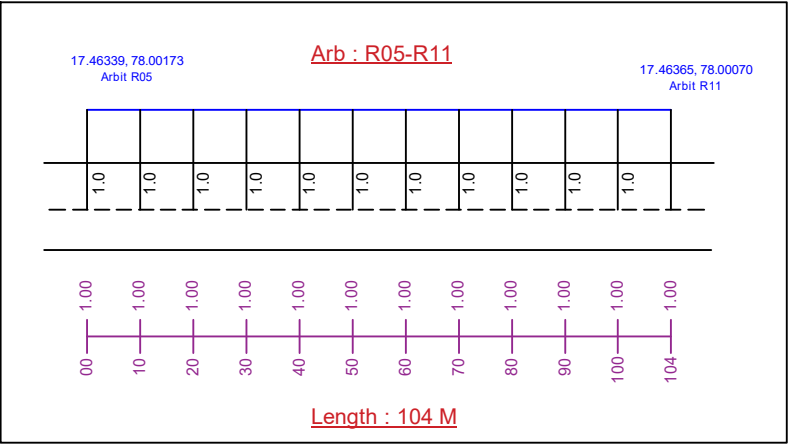 Arb : R05-R11
17.46339, 78.00173
Arbit R05
17.46365, 78.00070
Arbit R11
1.0 1.0 1.0 1.0 1.0 1.0 1.0 1.0 1.0 1.0 1.0
1.00 1.00 1.00 1.00 1.00 1.00 1.00 1.00 1.00 1.00 1.00 1.00
00 10 20 30 40 50 60 70 80 90 100 104
Length : 104 M